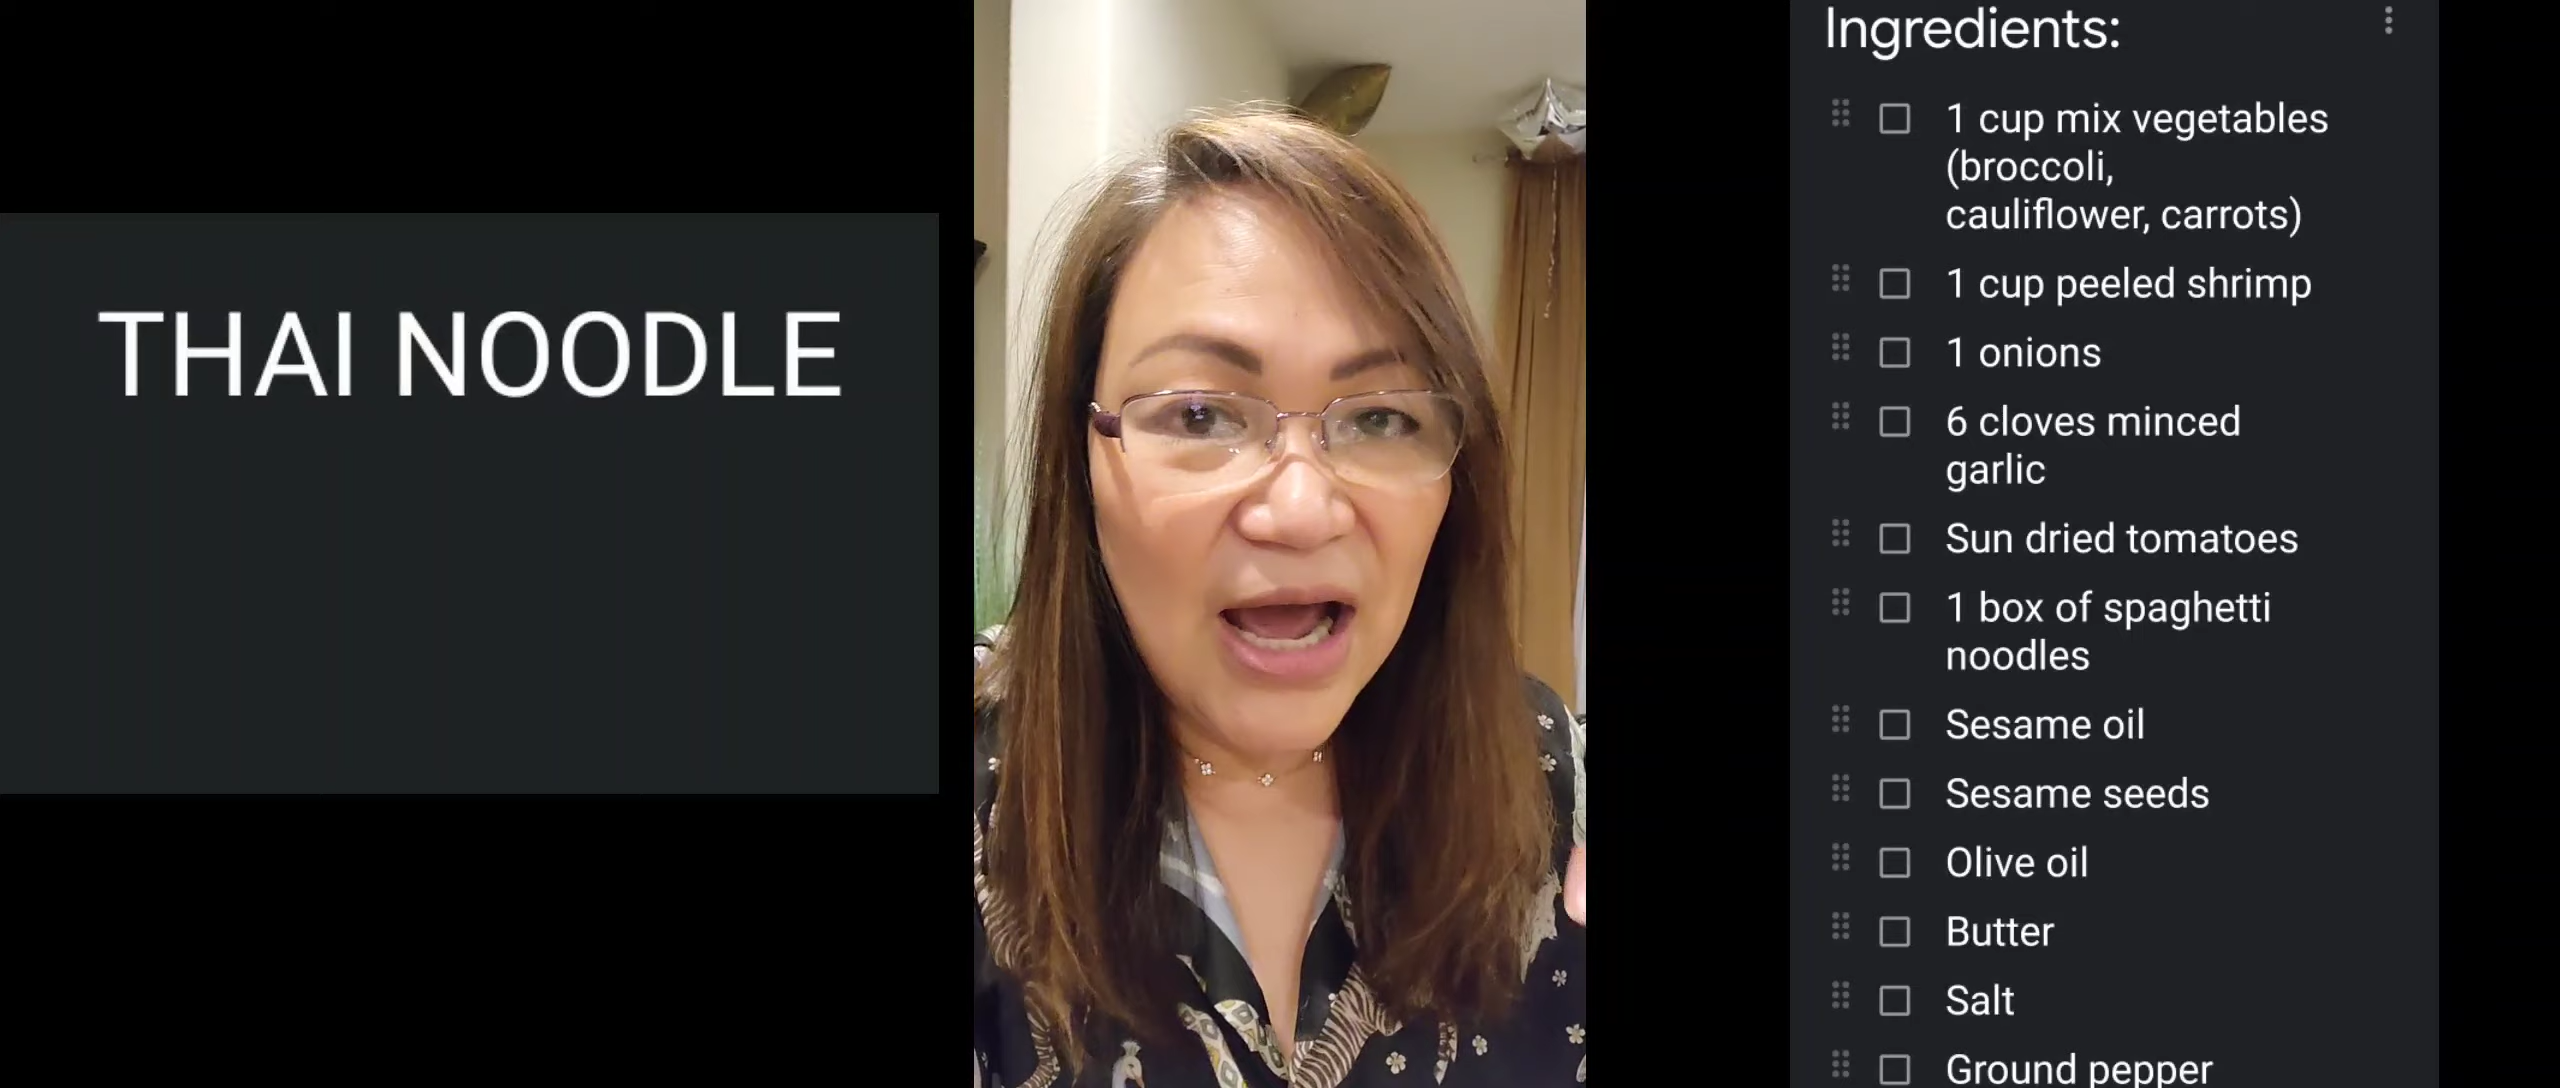 THAI NOODLE
Ingredients:
1 cup mix vegetables
(broccoli,
cauliflower, carrots)
1 cup peeled shrimp
1 onions
6 cloves minced
garlic
Sun dried tomatoes
1 box of spaghetti
noodles
Sesame oil
Sesame seeds
Olive oil
Butter
Salt
Ground pepper